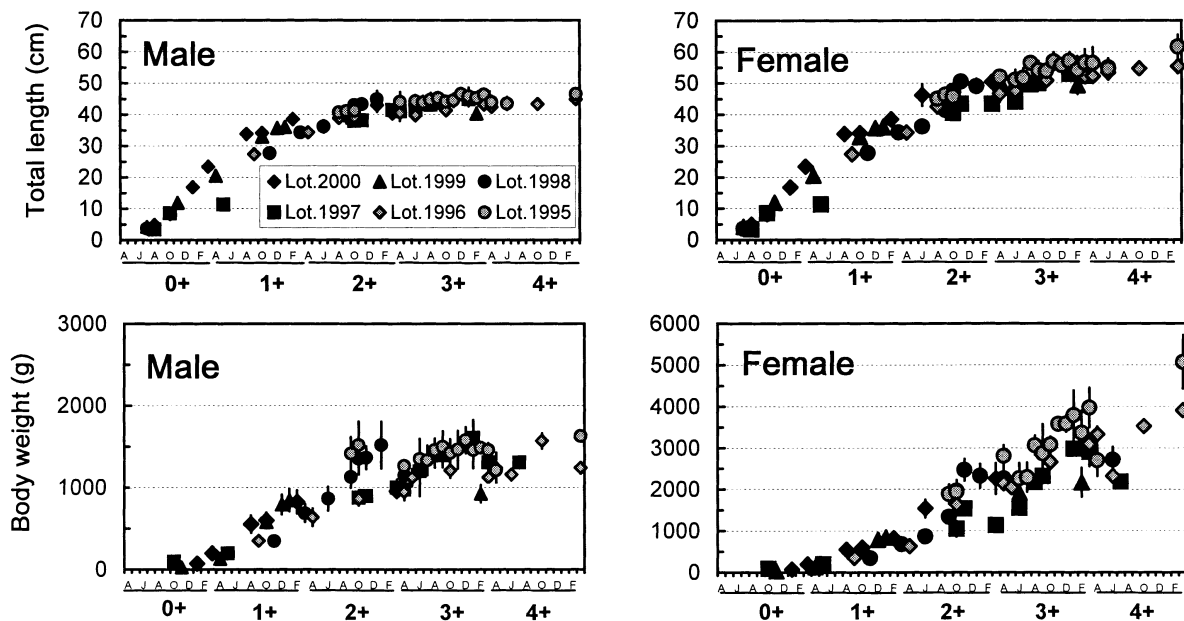 Male
Total length (cm)
70
60
50
40
30
20
10
0
Lot.2000 Lot.1999 Lot.1998
Lot.1997 Lot.1996 Lot.1995
A J A O D F A J A O D F A J A O D F A J A O D F A J A O D F
0+ 1+ 2+ 3+ 4+
Female
70
60
50
40
30
20
10
0
A J A O D F A J A O D F A J A O D F A J A O D F A J A O D F
0+ 1+ 2+ 3+ 4+
Male
Body weight (g)
3000
2000
1000
0
A J A O D F A J A O D F A J A O D F A J A O D F A J A O D F
0+ 1+ 2+ 3+ 4+
Female
6000
5000
4000
3000
2000
1000
0
A J A O D F A J A O D F A J A O D F A J A O D F A J A O D F
0+ 1+ 2+ 3+ 4+